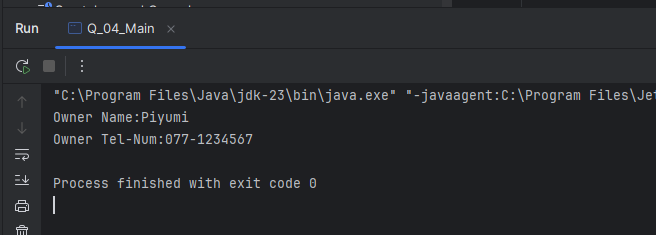 Run
Q_04_Main
"C:\Program Files\Java\jdk-23\bin\java.exe" "-javaagent:C:\Program Files\Jet
Owner Name:Piyumi
Owner Tel-Num:077-1234567
Process finished with exit code 0